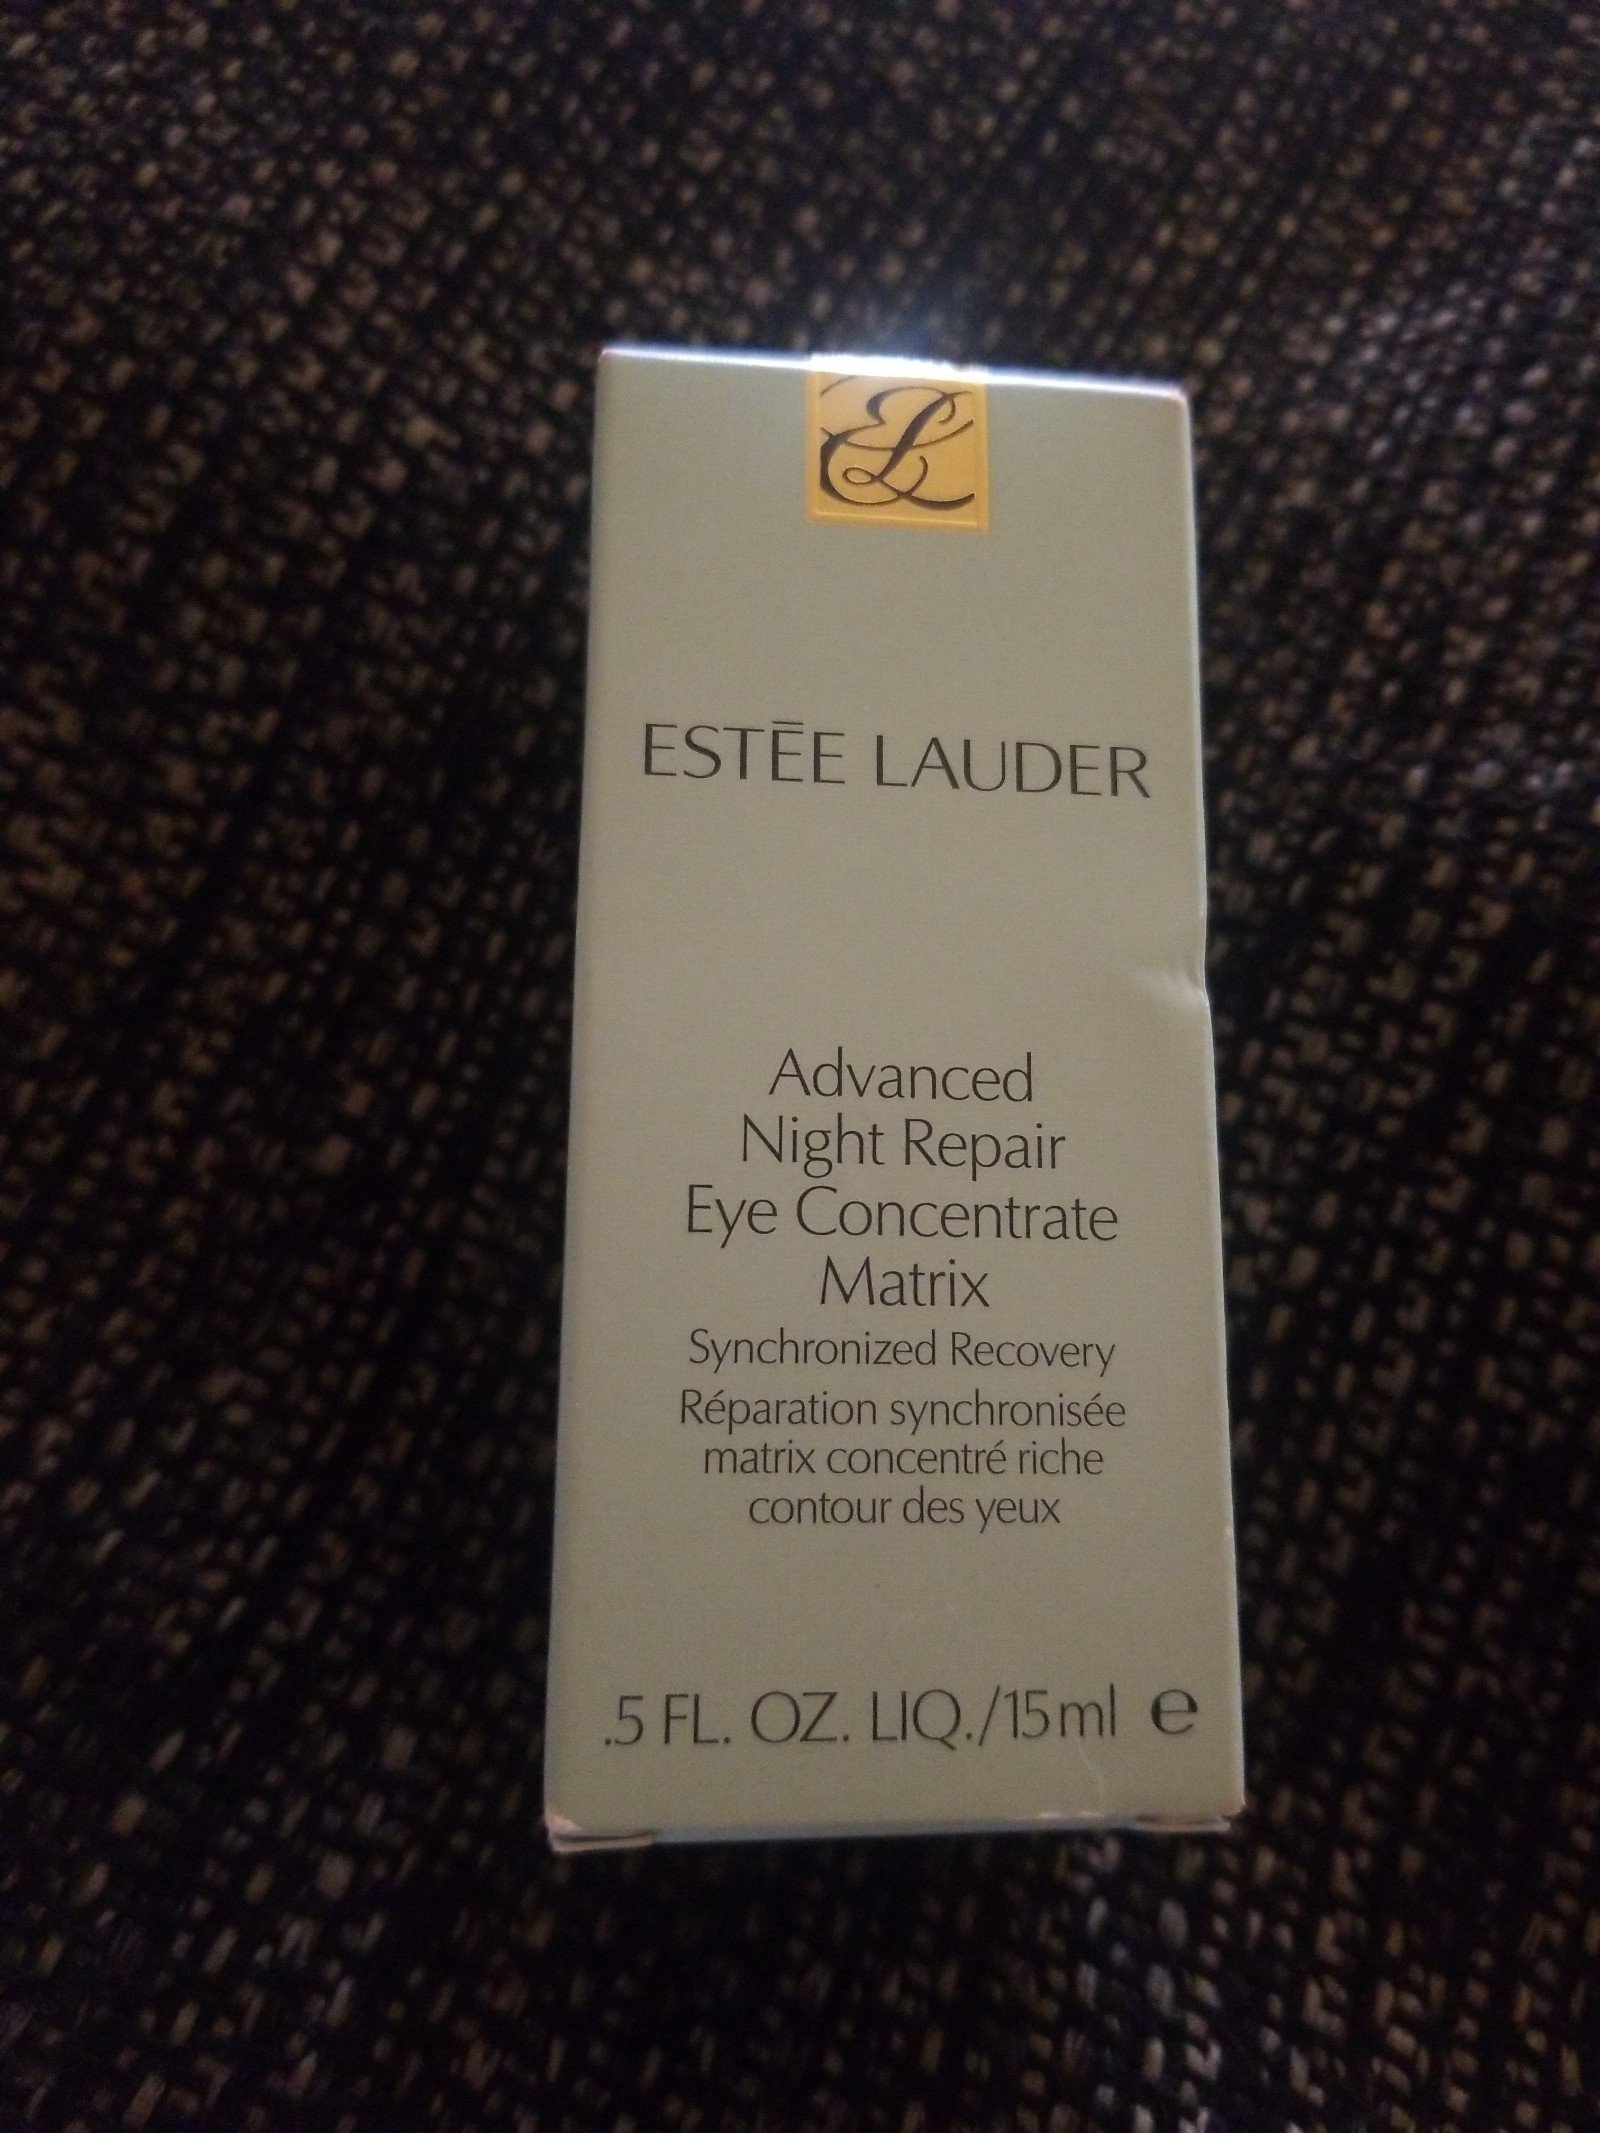 EL
ESTĒE LAUDER
Advanced
Night Repair
Eye Concentrate
Matrix
Synchronized Recovery
Réparation synchronisée
matrix concentré riche
contour des yeux
.5 FL. OZ. LIQ./15ml ℮